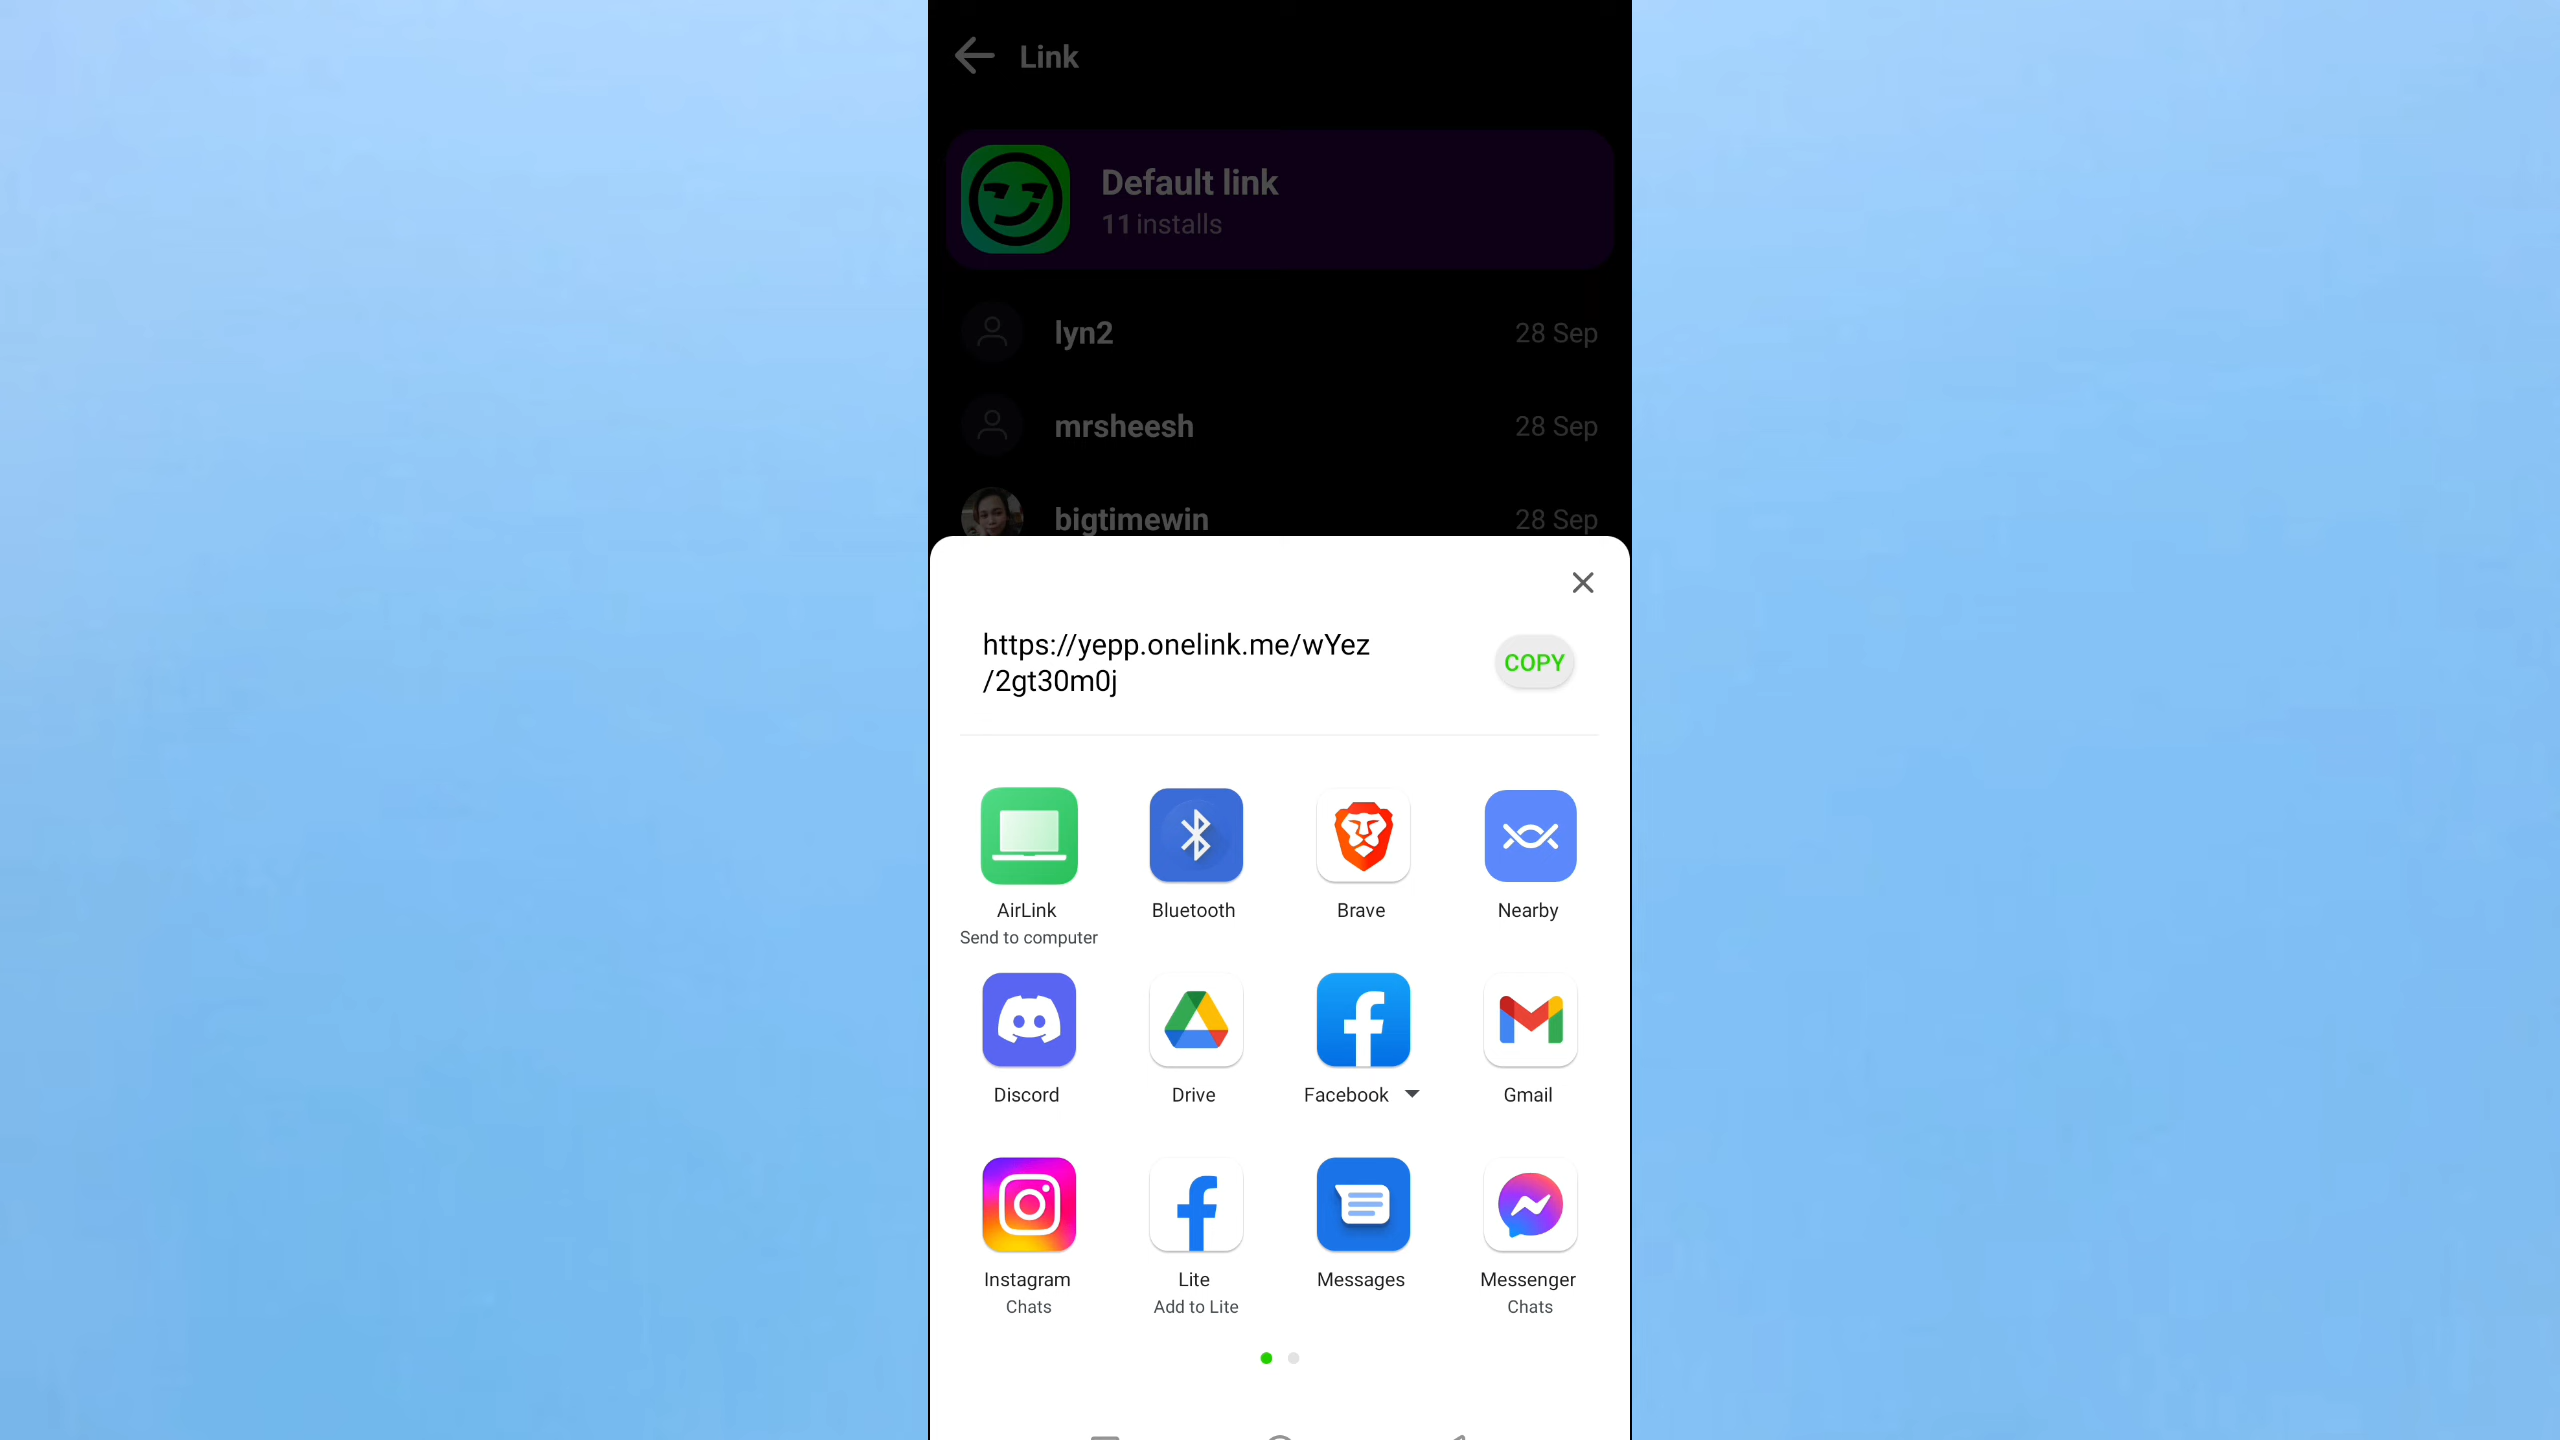 Link
Default link
11 installs
lyn2 28 Sep
mrsheesh 28 Sep
bigtimewin 28 Sep
https://yepp.onelink.me/wYez
/2gt30m0j
COPY
AirLink Bluetooth Brave Nearby
Send to computer
Discord Drive Facebook Gmail
Instagram Lite Messages Messenger
Chats Add to Lite Chats